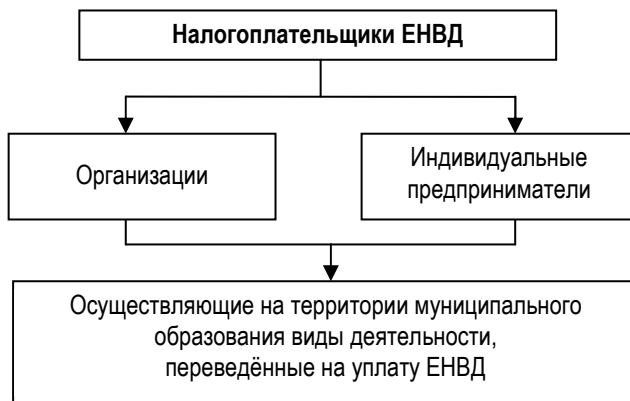 Налогоплательщики ЕНВД
Организации
Индивидуальные
предприниматели
Осуществляющие на территории муниципального
образования виды деятельности,
переведённые на уплату ЕНВД